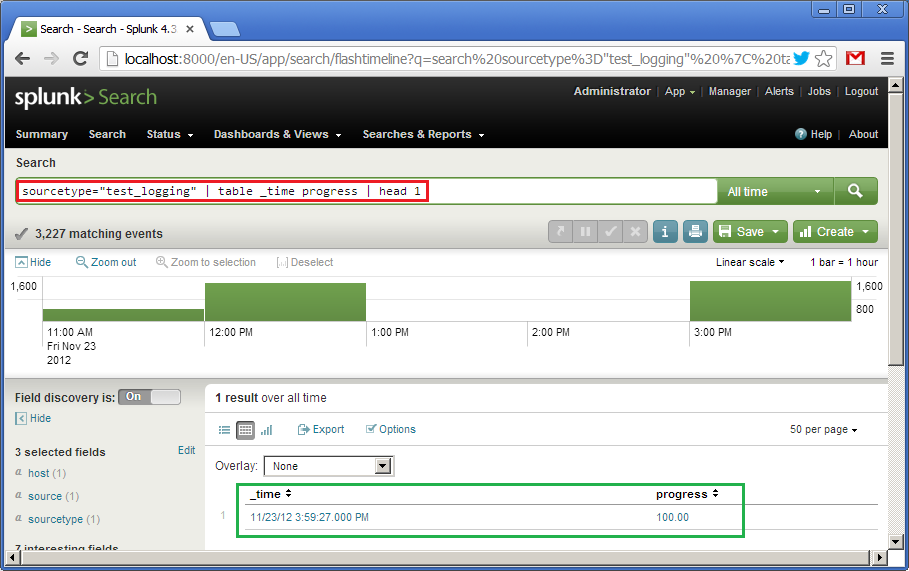 Search - Search - Splunk 4.3
localhost:8000/en-US/app/search/flashtimeline?q=search%20sourcetype%3D"test_logging"%20%7C%20ta
splunk> Search
Administrator | App | Manager | Alerts | Jobs | Logout
Summary Search Status Dashboards & Views Searches & Reports ? Help | About
Search
sourcetype="test_logging" | table _time progress | head 1 All time
3,227 matching events i Save Create
Hide Zoom out Zoom to selection [...] Deselect Linear scale 1 bar = 1 hour
1,600 1,600
800
11:00 AM 12:00 PM 1:00 PM 2:00 PM 3:00 PM
Fri Nov 23
2012
Field discovery is: On 1 result over all time
Hide Export Options 50 per page
3 selected fields Edit
Overlay: None
a host (1)
_time progress
a source (1)
1 11/23/12 3:59:27.000 PM 100.00
a sourcetype (1)
7 interesting fields